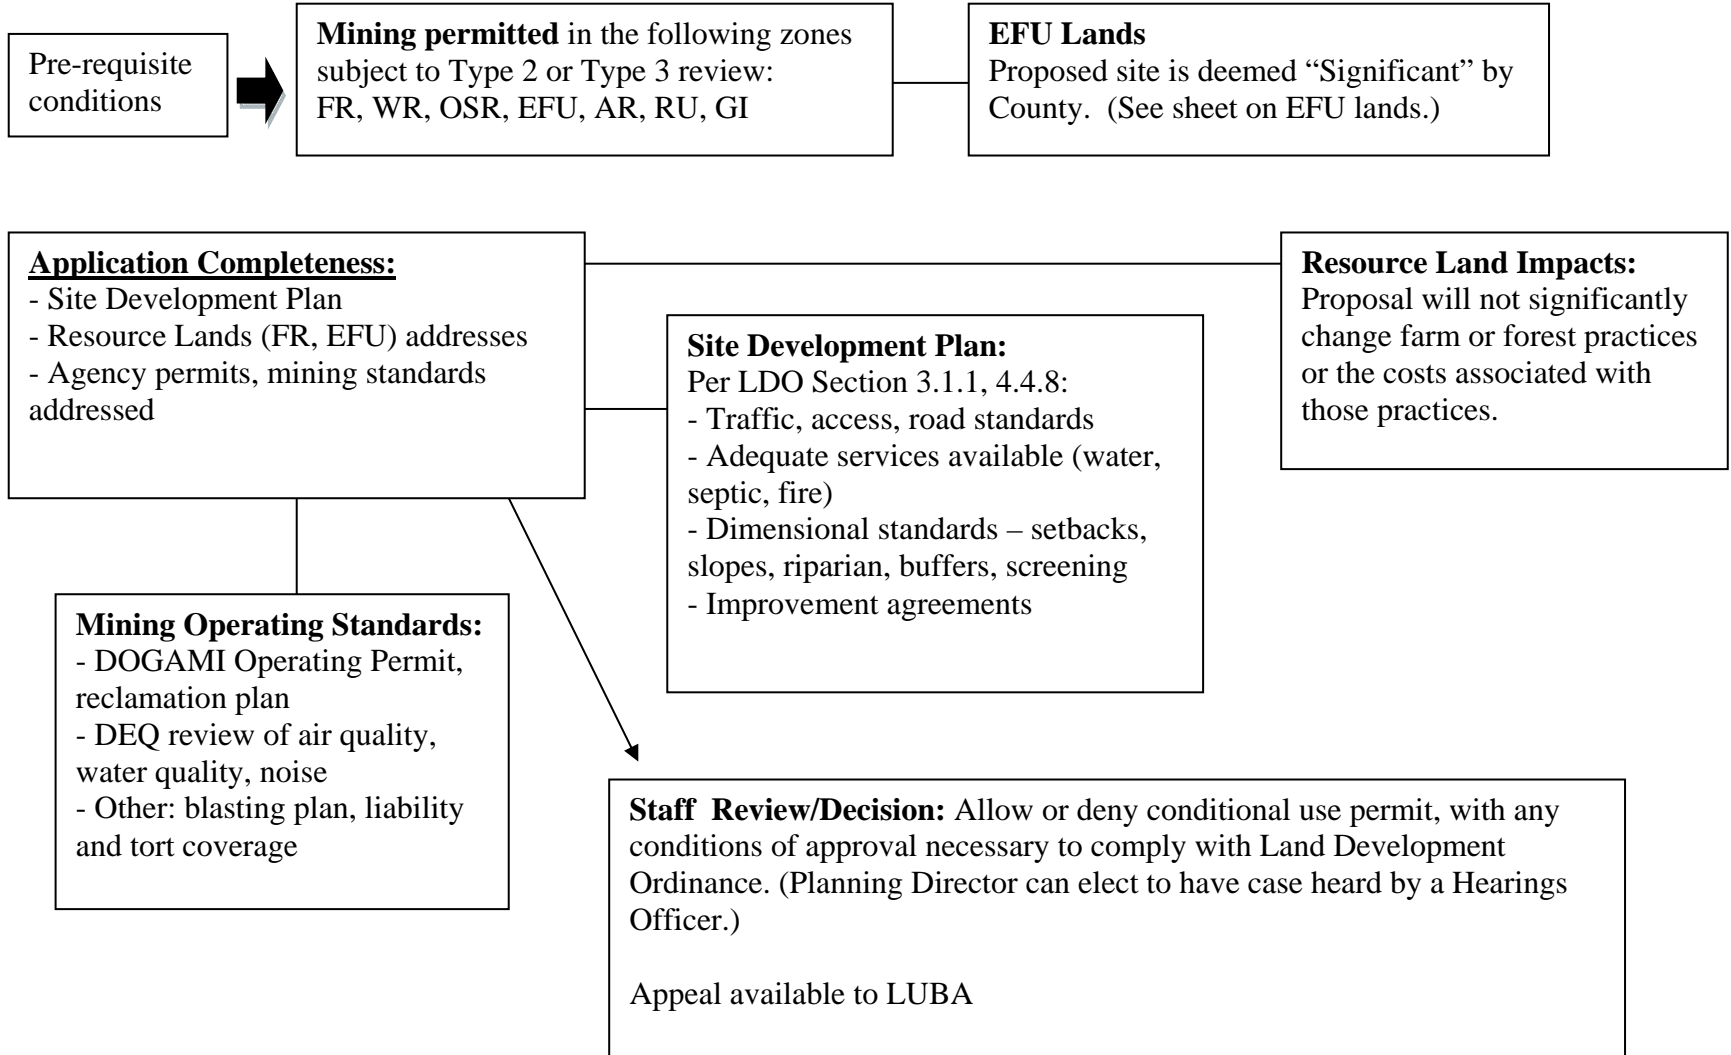 Pre-requisite
conditions
Mining permitted in the following zones
subject to Type 2 or Type 3 review:
FR, WR, OSR, EFU, AR, RU, GI
EFU Lands
Proposed site is deemed “Significant” by
County.  (See sheet on EFU lands.)
Application Completeness:
- Site Development Plan
- Resource Lands (FR, EFU) addresses
- Agency permits, mining standards
addressed
Resource Land Impacts:
Proposal will not significantly
change farm or forest practices
or the costs associated with
those practices.
Site Development Plan:
Per LDO Section 3.1.1, 4.4.8:
- Traffic, access, road standards
- Adequate services available (water,
septic, fire)
- Dimensional standards – setbacks,
slopes, riparian, buffers, screening
- Improvement agreements
Mining Operating Standards:
- DOGAMI Operating Permit,
reclamation plan
- DEQ review of air quality,
water quality, noise
- Other: blasting plan, liability
and tort coverage
Staff  Review/Decision: Allow or deny conditional use permit, with any
conditions of approval necessary to comply with Land Development
Ordinance. (Planning Director can elect to have case heard by a Hearings
Officer.)
Appeal available to LUBA